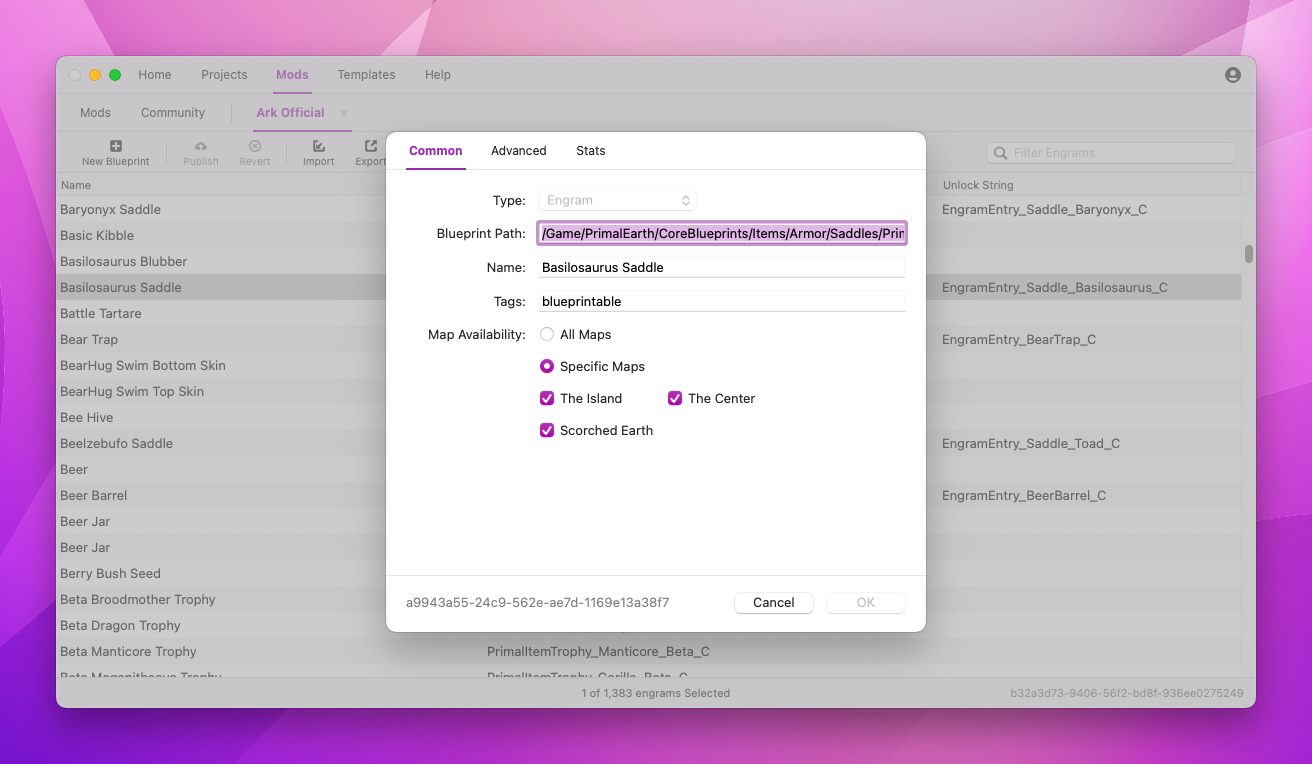 Home Projects Mods Templates Help
Mods Community Ark Official ×
New Blueprint Publish Revert Import Export Filter Engrams
Name Unlock String
Common Advanced Stats
Type: Engram
Blueprint Path: /Game/PrimalEarth/CoreBlueprints/Items/Armor/Saddles/Prim
Name: Basilosaurus Saddle
Tags: blueprintable
Map Availability: All Maps
Specific Maps
The Island The Center
Scorched Earth
a9943a55-24c9-562e-ae7d-1169e13a38f7 Cancel OK
Baryonyx Saddle EngramEntry_Saddle_Baryonyx_C
Basic Kibble
Basilosaurus Blubber
Basilosaurus Saddle EngramEntry_Saddle_Basilosaurus_C
Battle Tartare
Bear Trap EngramEntry_BearTrap_C
BearHug Swim Bottom Skin
BearHug Swim Top Skin
Bee Hive
Beelzebufo Saddle EngramEntry_Saddle_Toad_C
Beer
Beer Barrel EngramEntry_BeerBarrel_C
Beer Jar
Beer Jar
Berry Bush Seed
Beta Broodmother Trophy
Beta Dragon Trophy
Beta Manticore Trophy PrimalItemTrophy_Manticore_Beta_C
Beta Megapithecus Trophy PrimalItemTrophy_Gorilla_Beta_C
1 of 1,383 engrams Selected b32a3d73-9406-56f2-bd8f-936ee0275249